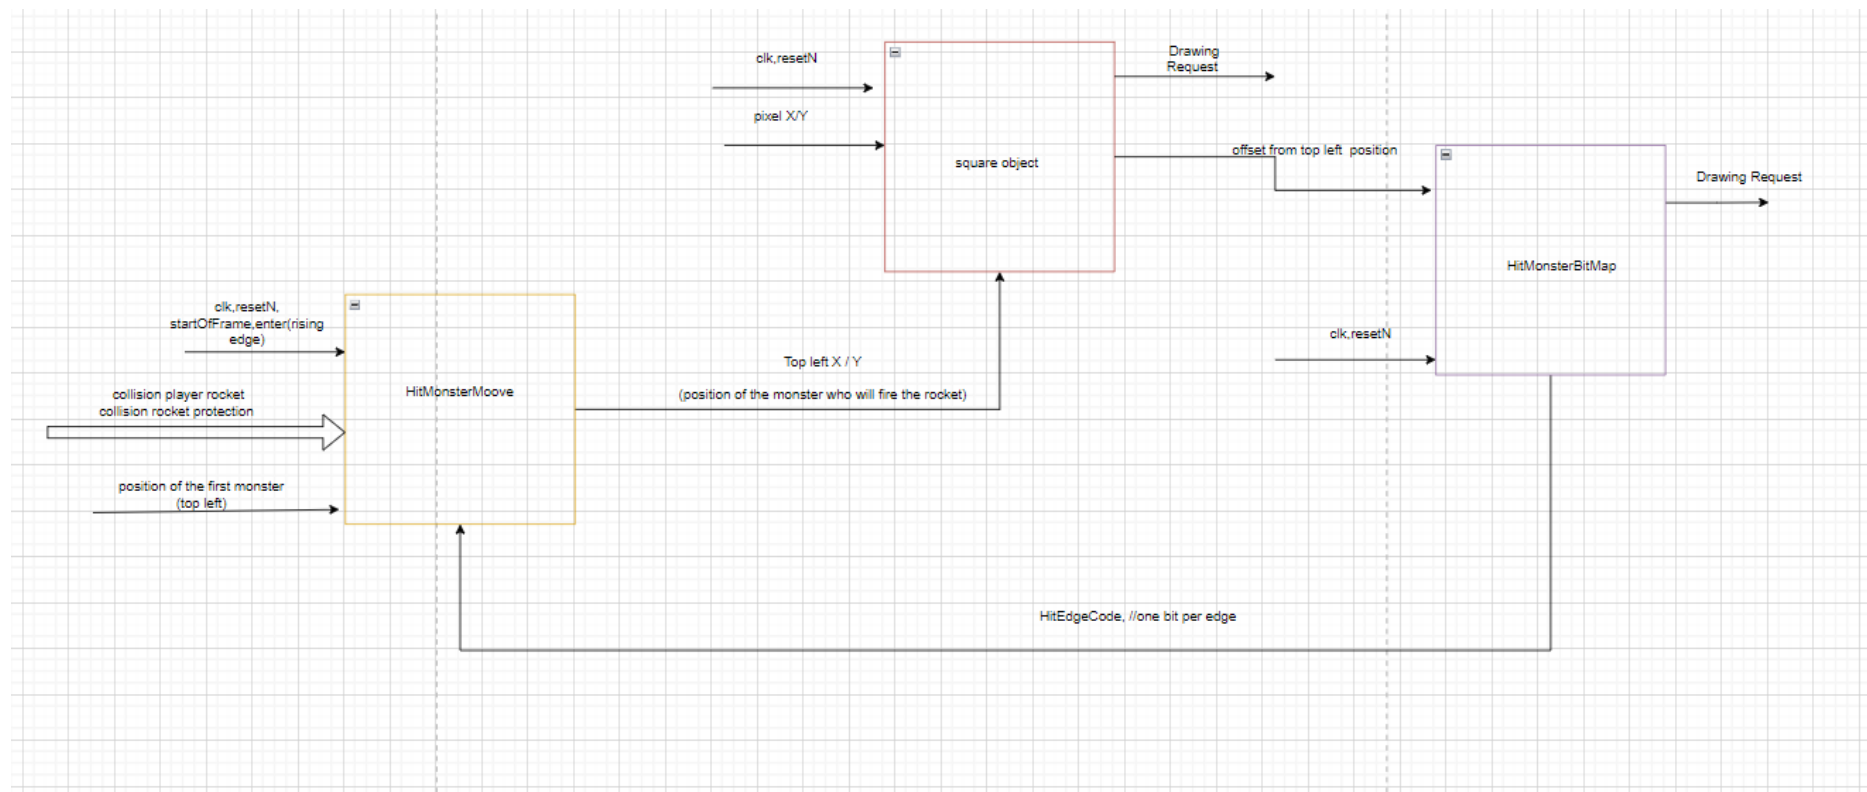 clk,resetN
pixel X/Y
square object
Drawing
Request
offset from top left  position
Drawing Request
HitMonsterBitMap
clk,resetN
clk,resetN,
startOfFrame,enter(rising
edge)
collision player rocket
collision rocket protection
position of the first monster
(top left)
HitMonsterMoove
Top left X / Y
(position of the monster who will fire the rocket)
HitEdgeCode, //one bit per edge